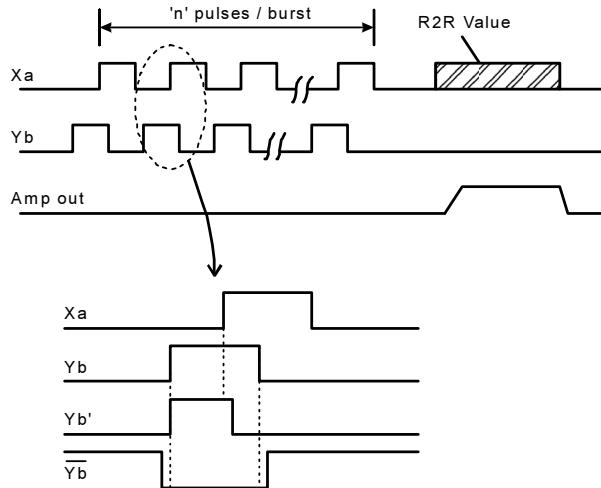 'n' pulses / burst
R2R Value
Xa
Yb
Amp out
Xa
Yb
Yb'
Yb